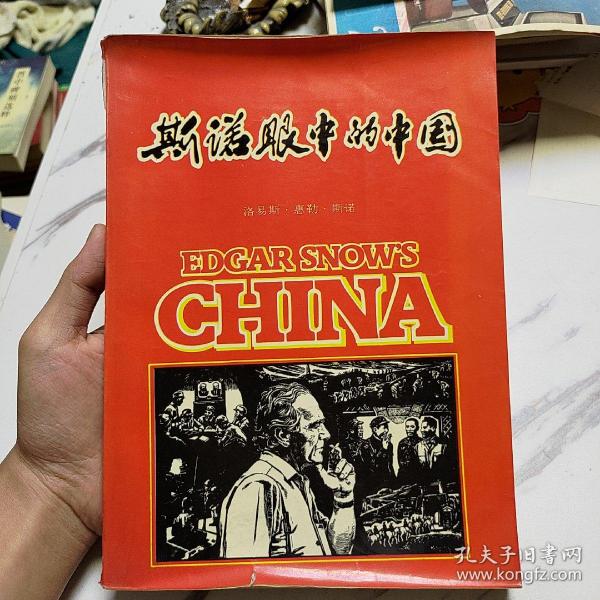 斯诺眼中的中国
洛易斯·惠勒·斯诺
EDGAR SNOW'S
CHINA
孔夫子旧书网
www.kongfz.com